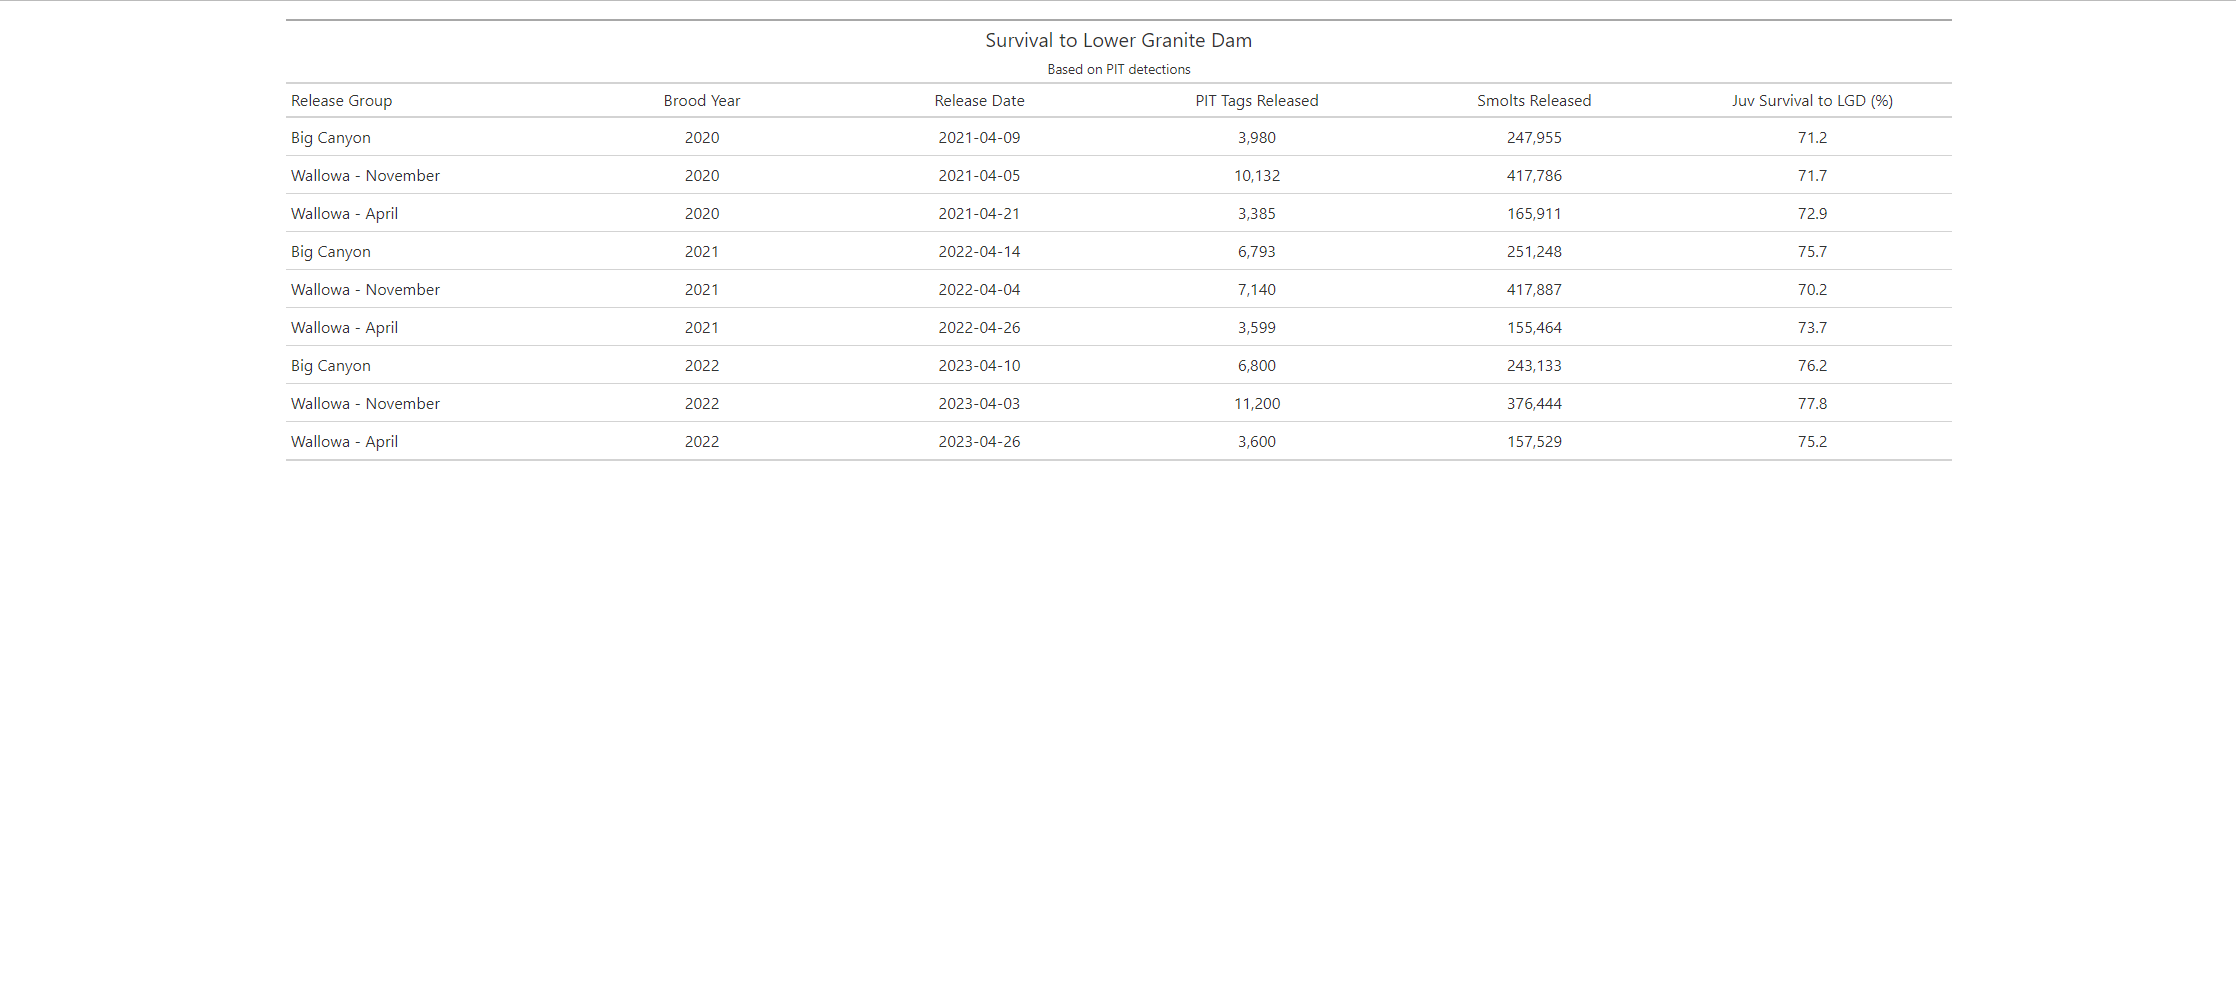 Survival to Lower Granite Dam
Based on PIT detections
Release Group Brood Year Release Date PIT Tags Released Smolts Released Juv Survival to LGD (%)
Big Canyon 2020 2021-04-09 3,980 247,955 71.2
Wallowa - November 2020 2021-04-05 10,132 417,786 71.7
Wallowa - April 2020 2021-04-21 3,385 165,911 72.9
Big Canyon 2021 2022-04-14 6,793 251,248 75.7
Wallowa - November 2021 2022-04-04 7,140 417,887 70.2
Wallowa - April 2021 2022-04-26 3,599 155,464 73.7
Big Canyon 2022 2023-04-10 6,800 243,133 76.2
Wallowa - November 2022 2023-04-03 11,200 376,444 77.8
Wallowa - April 2022 2023-04-26 3,600 157,529 75.2